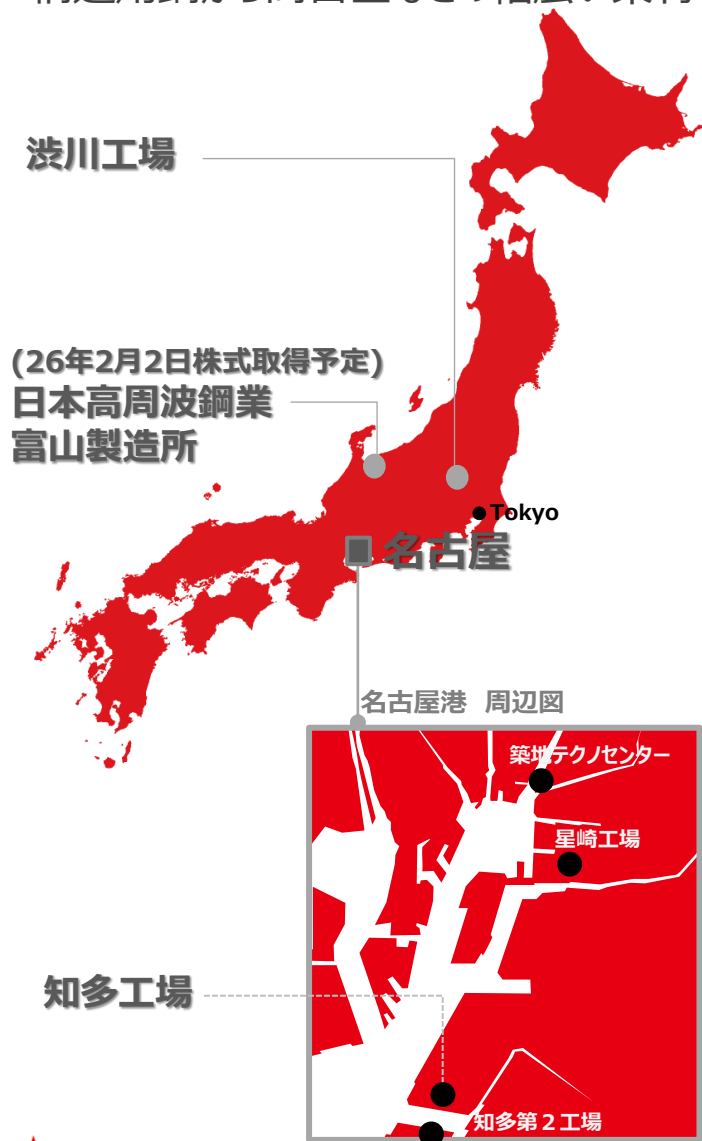 渋川工場
(26年2月2日株式取得予定)
日本高周波鋼業
富山製造所
Tokyo
名古屋
名古屋港 周辺図
築地テクノセンター
星崎工場
知多工場
知多第2工場